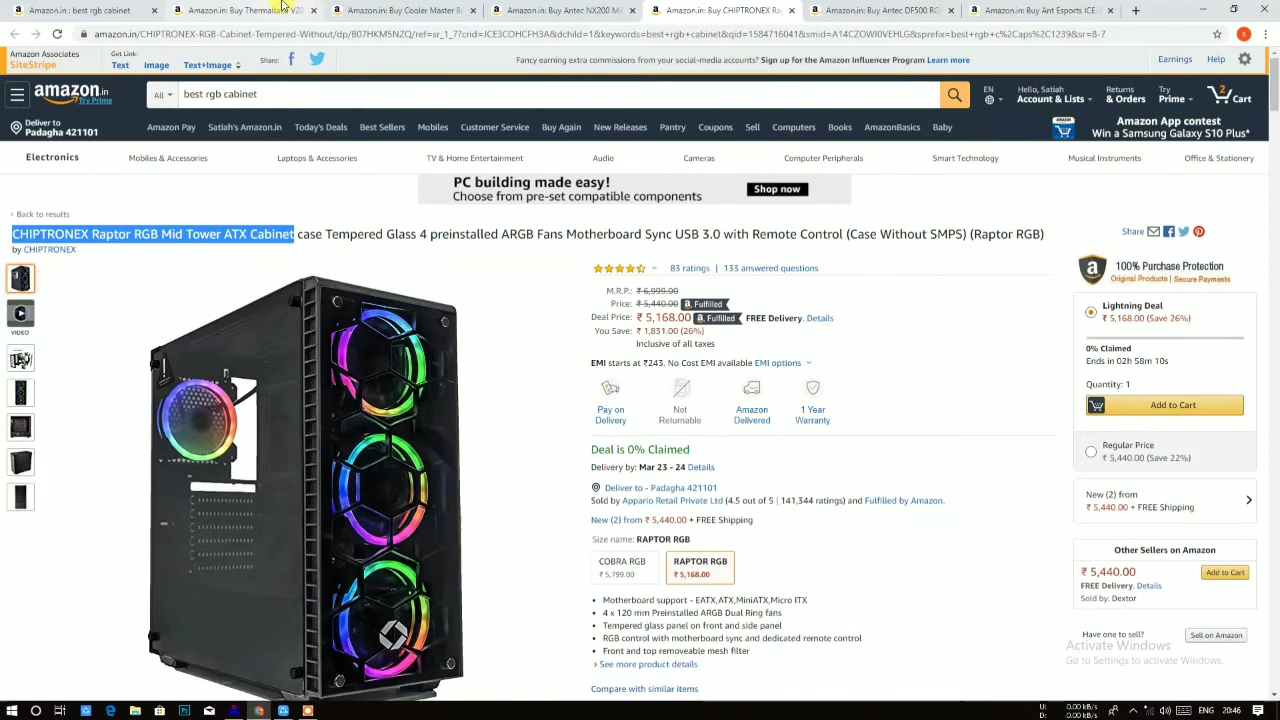 amazon.in: best rgb cabinet
amazon.in: Buy Thermaltake V20
amazon.in: Buy Cooler Master B
amazon.in: Buy Antec NX200 M
amazon.in: Buy CHIPTRONEX Ra
amazon.in: Buy Antec DF500 RG
amazon.in: Buy Ant Esports ICE-
amazon.in/CHIPTRONEX-RGB-Cabinet-Tempered-Without/dp/B07HKM5NZQ/ref=sr_1_7?crid=JCE3COHCFH3A&dchild=1&keywords=best+rgb+cabinet&qid=1584716041&smid=A14CZOWI0VEHLG&sprefix=best+rgb+c%2Caps%2C1239&sr=8-7
Amazon Associates
SiteStripe
Get Link:
Text Image Text+Image
Share:
Fancy earning extra commissions from your social-media accounts? Sign up for the Amazon Influencer Program Learn more
Earnings Help
amazon.in
Try Prime
All
best rgb cabinet
EN
Hello, Satiah
Account & Lists
Returns
& Orders
Try
Prime
2
Cart
Deliver to
Padagha 421101
Amazon Pay Satiah's Amazon.in Today's Deals Best Sellers Mobiles Customer Service Buy Again New Releases Pantry Coupons Sell Computers Books AmazonBasics Baby
Amazon App contest
Win a Samsung Galaxy S10 Plus*
Electronics Mobiles & Accessories Laptops & Accessories TV & Home Entertainment Audio Cameras Computer Peripherals Smart Technology Musical Instruments Office & Stationery
PC building made easy!
Choose from pre-set compatible components
Shop now
‹ Back to results
CHIPTRONEX Raptor RGB Mid Tower ATX Cabinet case Tempered Glass 4 preinstalled ARGB Fans Motherboard Sync USB 3.0 with Remote Control (Case Without SMPS) (Raptor RGB)
by CHIPTRONEX
Share
VIDEO
83 ratings | 133 answered questions
M.R.P.: ₹ 6,999.00
Price: ₹ 5,440.00 Fulfilled
Deal Price: ₹ 5,168.00 Fulfilled FREE Delivery. Details
You Save: ₹ 1,831.00 (26%)
Inclusive of all taxes
EMI starts at ₹243. No Cost EMI available EMI options
Pay on
Delivery
Not
Returnable
Amazon
Delivered
1 Year
Warranty
Deal is 0% Claimed
Delivery by: Mar 23 - 24 Details
Deliver to - Padagha 421101
Sold by Appario Retail Private Ltd (4.5 out of 5 | 141,344 ratings) and Fulfilled by Amazon.
New (2) from ₹ 5,440.00 + FREE Shipping
Size name: RAPTOR RGB
COBRA RGB
₹ 5,799.00
RAPTOR RGB
₹ 5,168.00
• Motherboard support - EATX,ATX,MiniATX,Micro ITX
• 4 x 120 mm Preinstalled ARGB Dual Ring fans
• Tempered glass panel on front and side panel
• RGB control with motherboard sync and dedicated remote control
• Front and top removeable mesh filter
› See more product details
Compare with similar items
100% Purchase Protection
Original Products | Secure Payments
Lightning Deal
₹ 5,168.00 (Save 26%)
0% Claimed
Ends in 02h 58m 10s
Quantity: 1
Add to Cart
Regular Price
₹ 5,440.00 (Save 22%)
New (2) from
₹ 5,440.00 + FREE Shipping
Other Sellers on Amazon
₹ 5,440.00
Add to Cart
FREE Delivery. Details
Sold by: Dextor
Have one to sell?
Sell on Amazon
Activate Windows
Go to Settings to activate Windows.
U: 0.00 kB/s
D: 0.00 kB/s
ENG 20:46